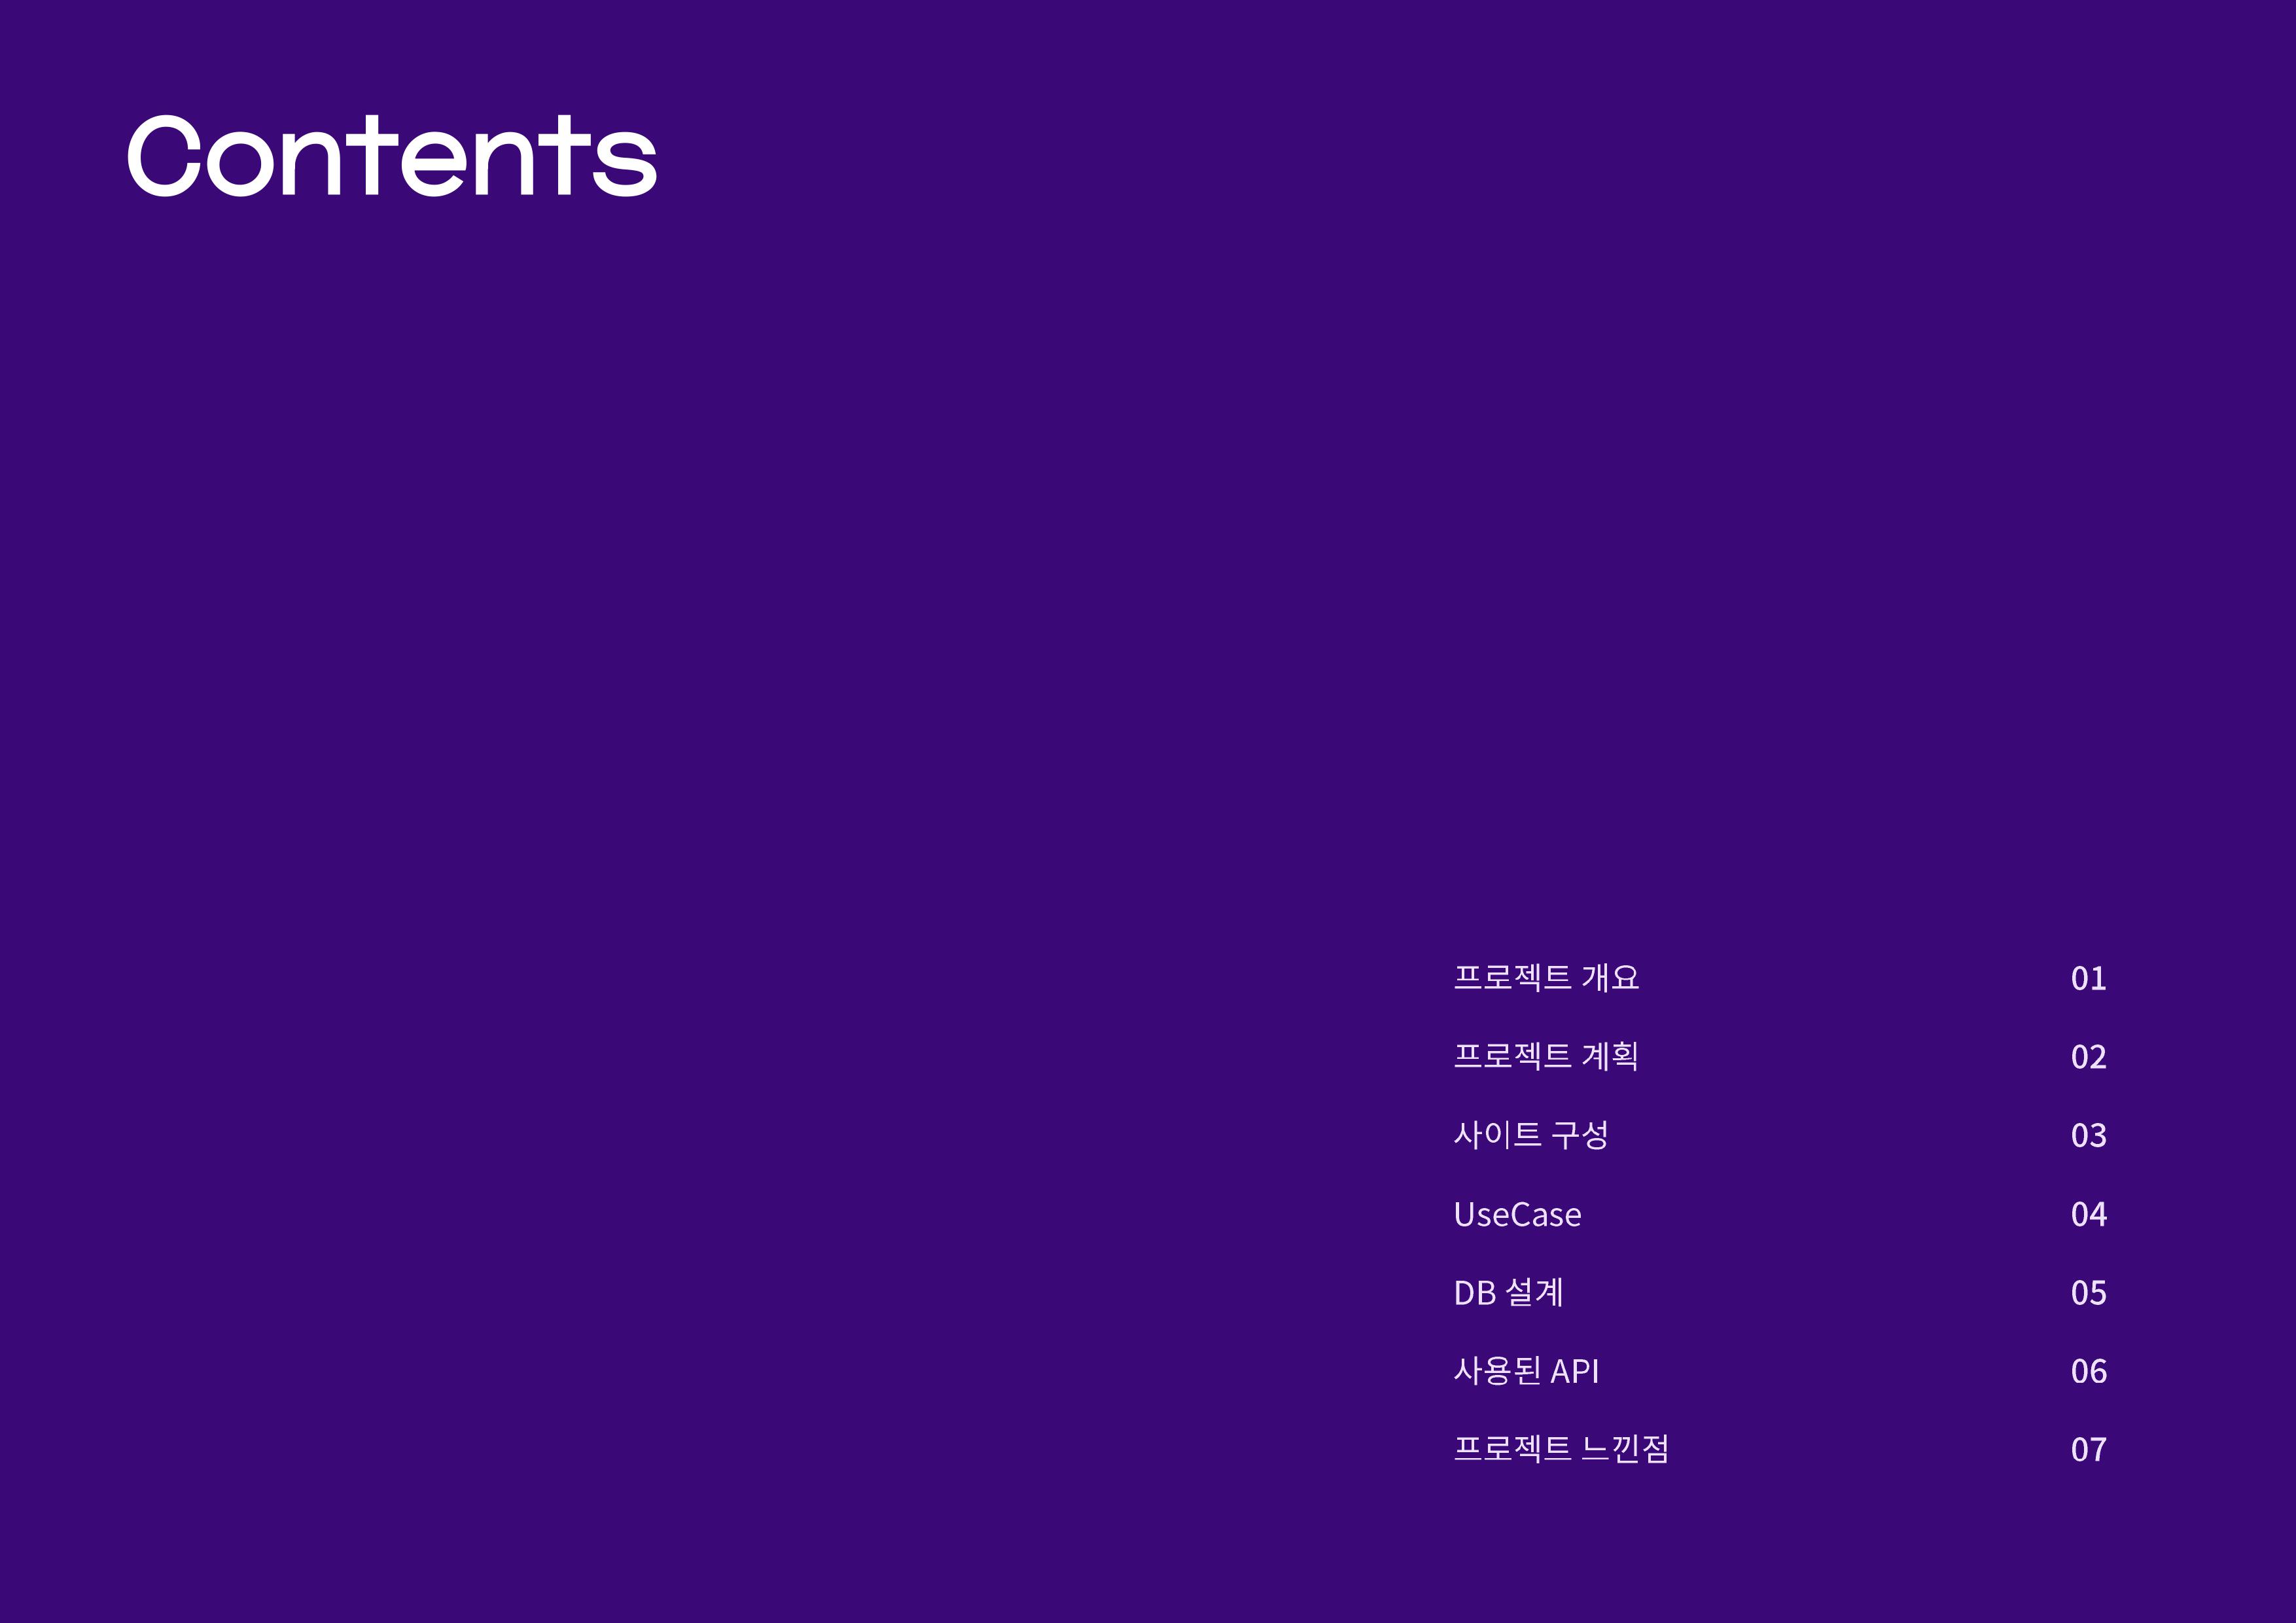 Contents
프로젝트 개요 01
프로젝트 계획 02
사이트 구성 03
UseCase 04
DB 설계 05
사용된 API 06
프로젝트 느낀점 07